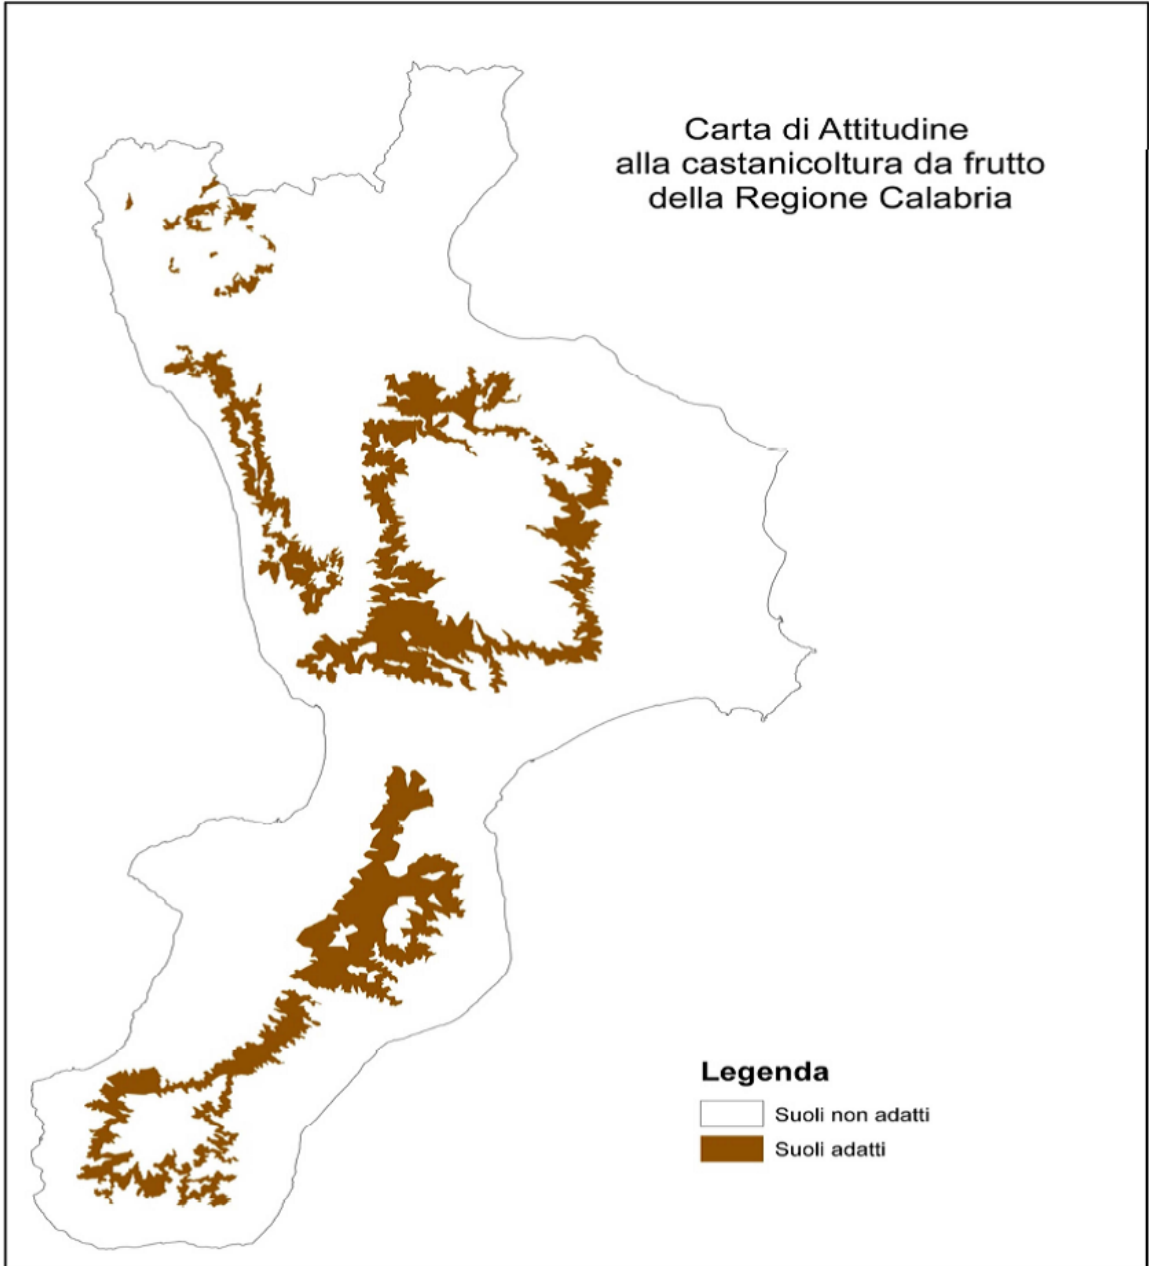 Carta di Attitudine
alla castanicoltura da frutto
della Regione Calabria
Legenda
Suoli non adatti
Suoli adatti